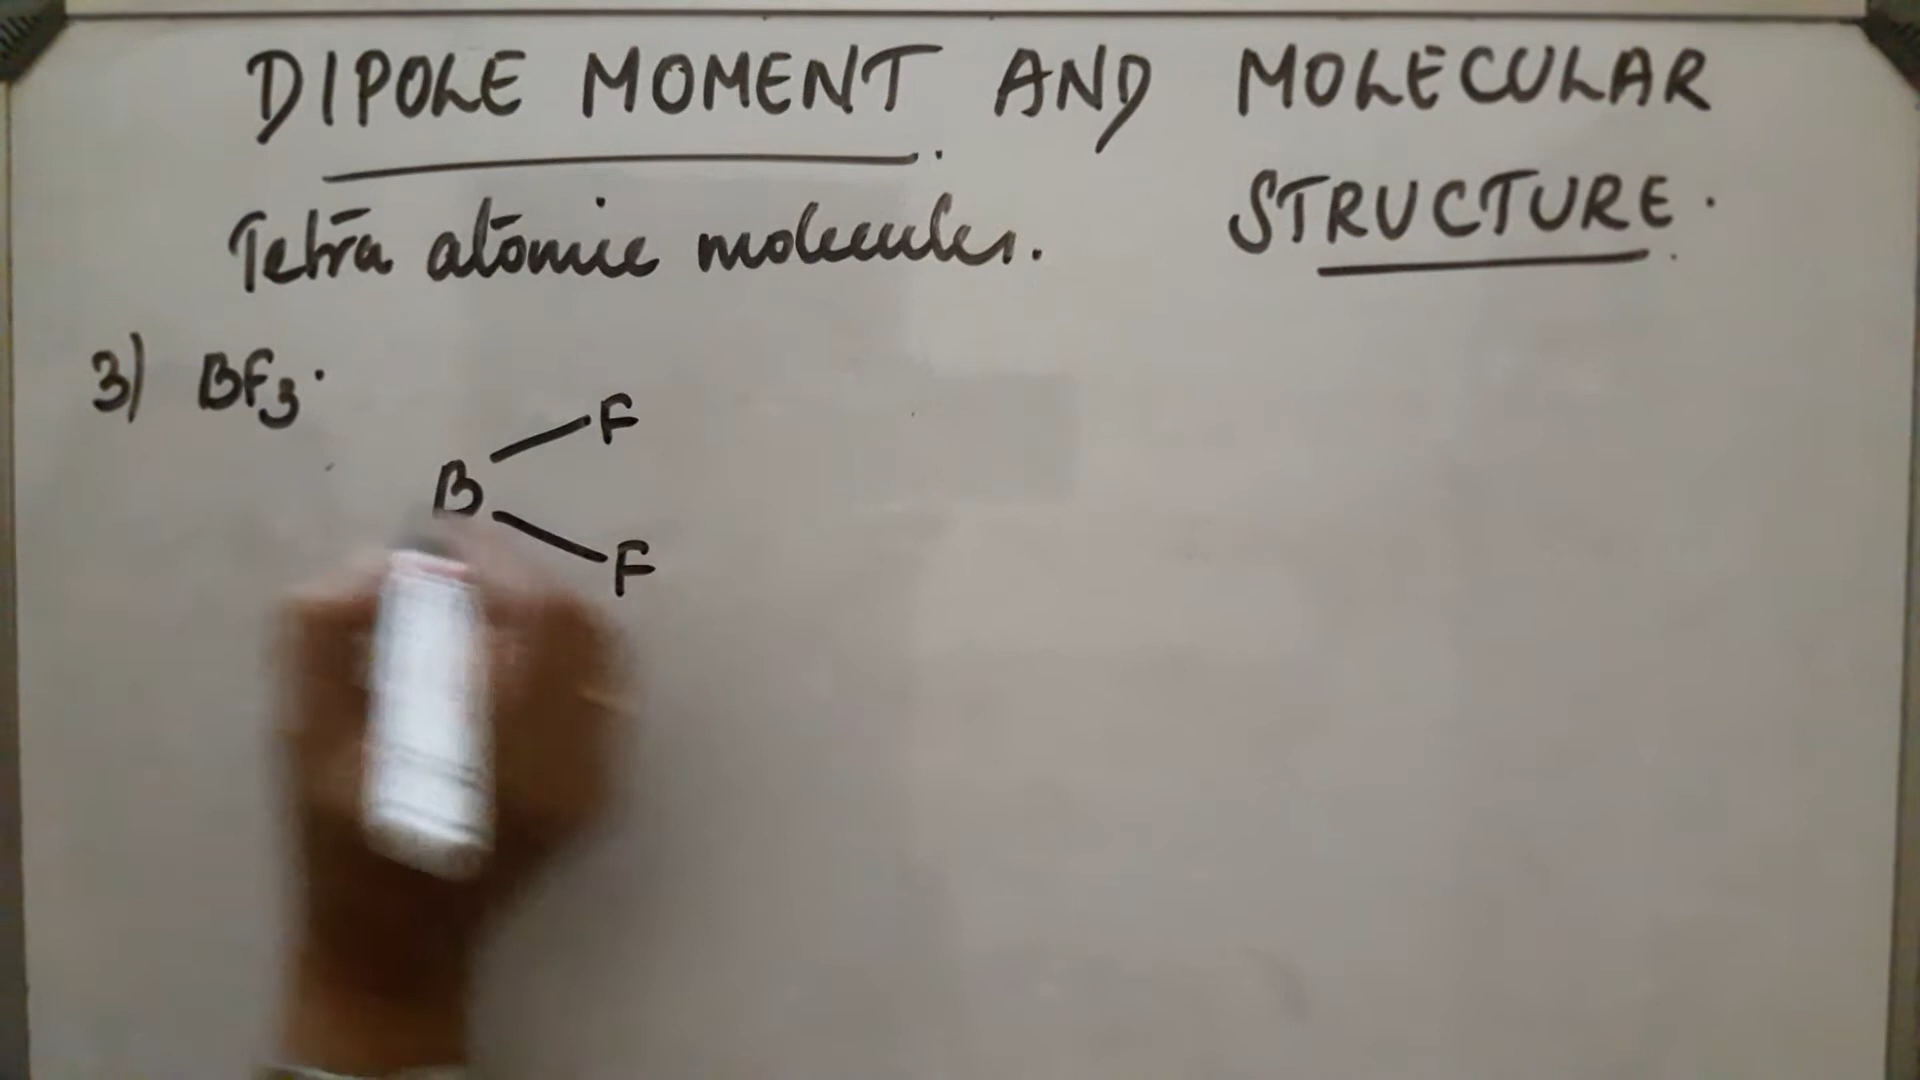 DIPOLE MOMENT AND MOLECULAR
STRUCTURE.
Tetra atomic molecules.
3) BF3.
F
B
F